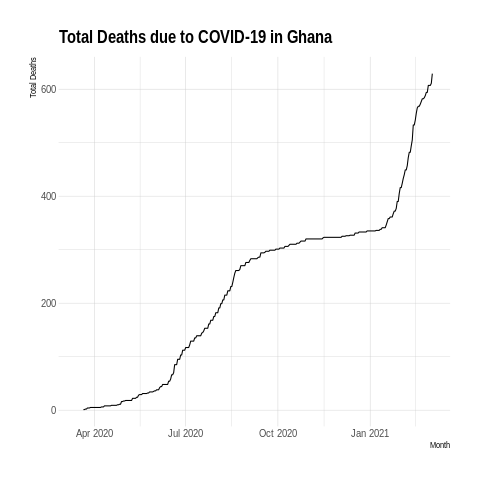 Total Deaths due to COVID-19 in Ghana
Total Deaths
600
400
200
0
Apr 2020 Jul 2020 Oct 2020 Jan 2021
Month